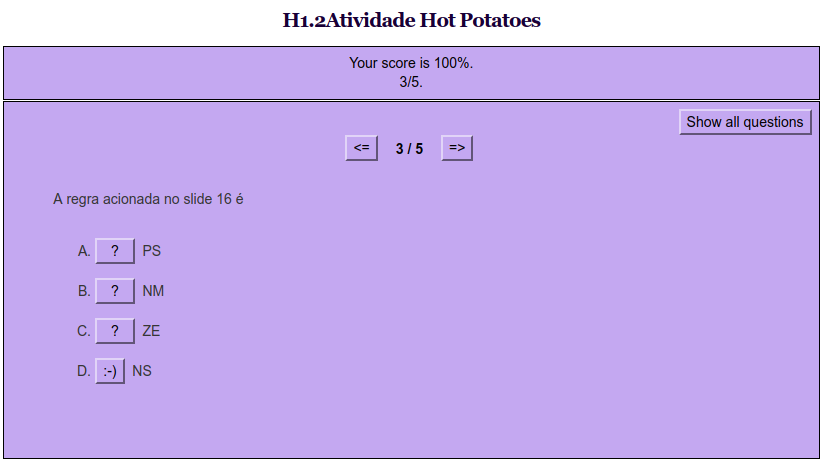 H1.2Atividade Hot Potatoes
Your score is 100%.
3/5.
Show all questions
<= 3 / 5 =>
A regra acionada no slide 16 é
A. ? PS
B. ? NM
C. ? ZE
D. :-) NS